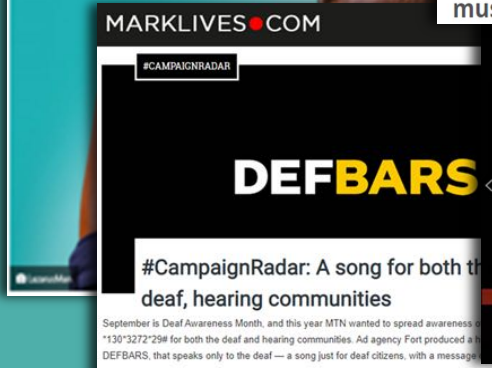 mus
MARKLIVES COM
#CAMPAIGNRADAR
DEFBARS
#CampaignRadar: A song for both th
deaf, hearing communities
September is Deaf Awareness Month, and this year MTN wanted to spread awareness o
*130*3272*29# for both the deaf and hearing communities. Ad agency Fort produced a h
DEFBARS, that speaks only to the deaf — a song just for deaf citizens, with a message